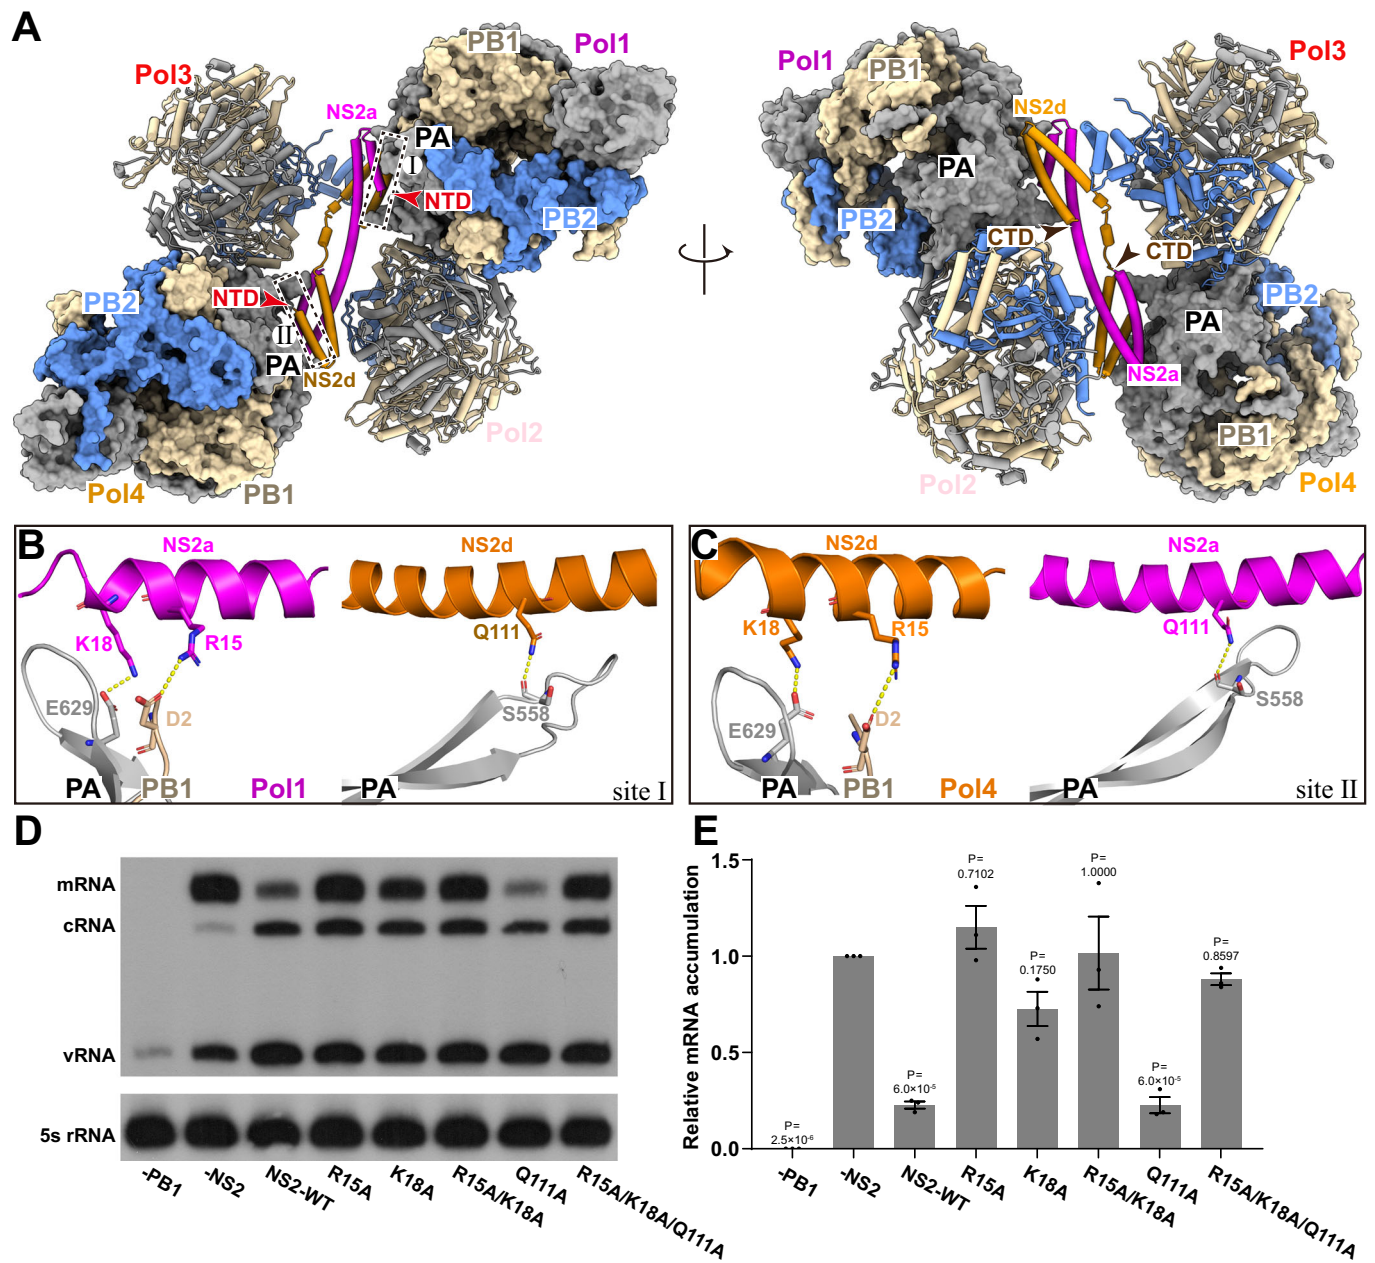 A
Pol3
NS2a
PB1
Pol1
PA
I
NTD
PB2
PB2
NTD
II
PA
NS2d
Pol2
Pol4
PB1
Pol1
PB1
NS2d
Pol3
PA
PB2
CTD
CTD
PB2
PA
NS2a
PB1
Pol2
Pol4
B
NS2a
NS2d
K18
R15
Q111
E629
D2
S558
PA
PB1
Pol1
PA
site I
C
NS2d
NS2a
K18
R15
Q111
E629
D2
S558
PA
PB1
Pol4
PA
site II
D
mRNA
cRNA
vRNA
5s rRNA
-PB1
-NS2
NS2-WT
R15A
K18A
R15A/K18A
Q111A
R15A/K18A/Q111A
E
Relative mRNA accumulation
1.5
1.0
0.5
0.0
P=
2.5×10⁻⁶
P=
6.0×10⁻⁵
P=
0.7102
P=
0.1750
P=
1.0000
P=
6.0×10⁻⁵
P=
0.8597
-PB1
-NS2
NS2-WT
R15A
K18A
R15A/K18A
Q111A
R15A/K18A/Q111A